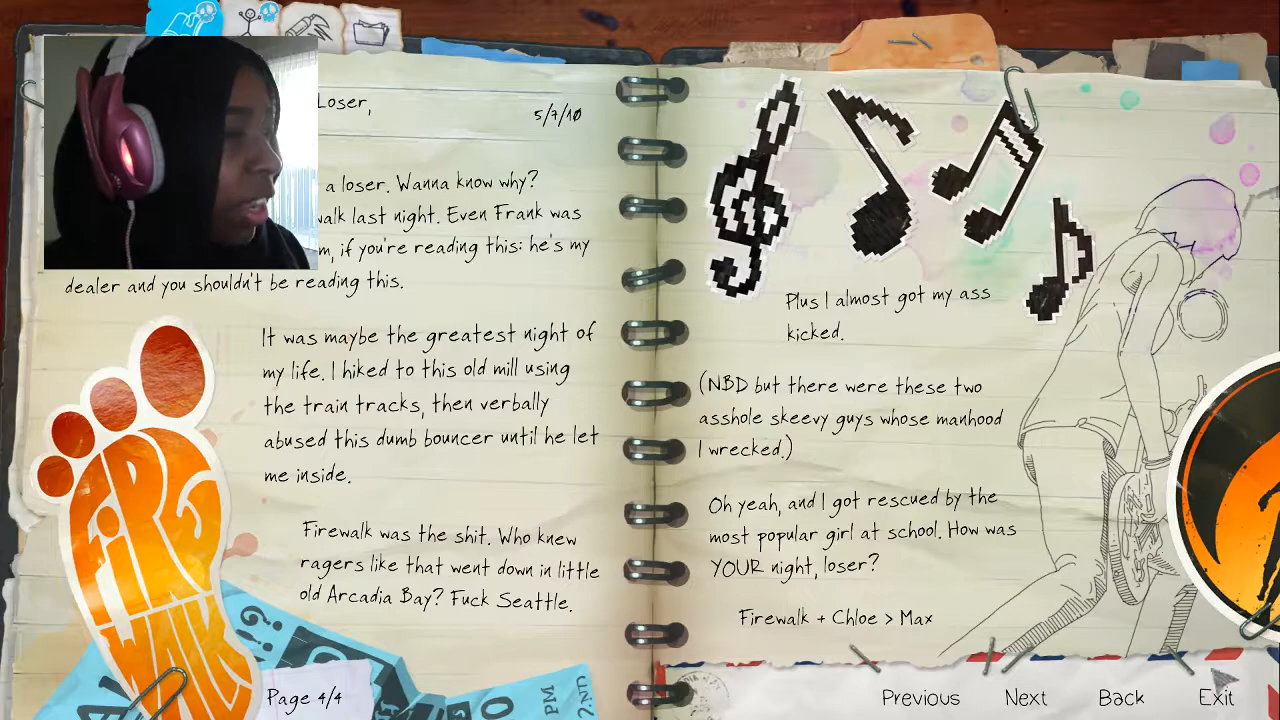 Loser,
5/7/10
a loser. Wanna know why?
walk last night. Even Frank was
m, if you're reading this: he's my
dealer and you shouldn't be reading this.
It was maybe the greatest night of
my life. I hiked to this old mill using
the train tracks, then verbally
abused this dumb bouncer until he let
me inside.
Firewalk was the shit. Who knew
ragers like that went down in little
old Arcadia Bay? Fuck Seattle.
FIRE
WALK
PM
Page 4/4
Plus I almost got my ass
kicked.
(NBD but there were these two
asshole skeevy guys whose manhood
I wrecked.)
Oh yeah, and I got rescued by the
most popular girl at school. How was
YOUR night, loser?
Firewalk + Chloe > Max
Previous Next Back Exit